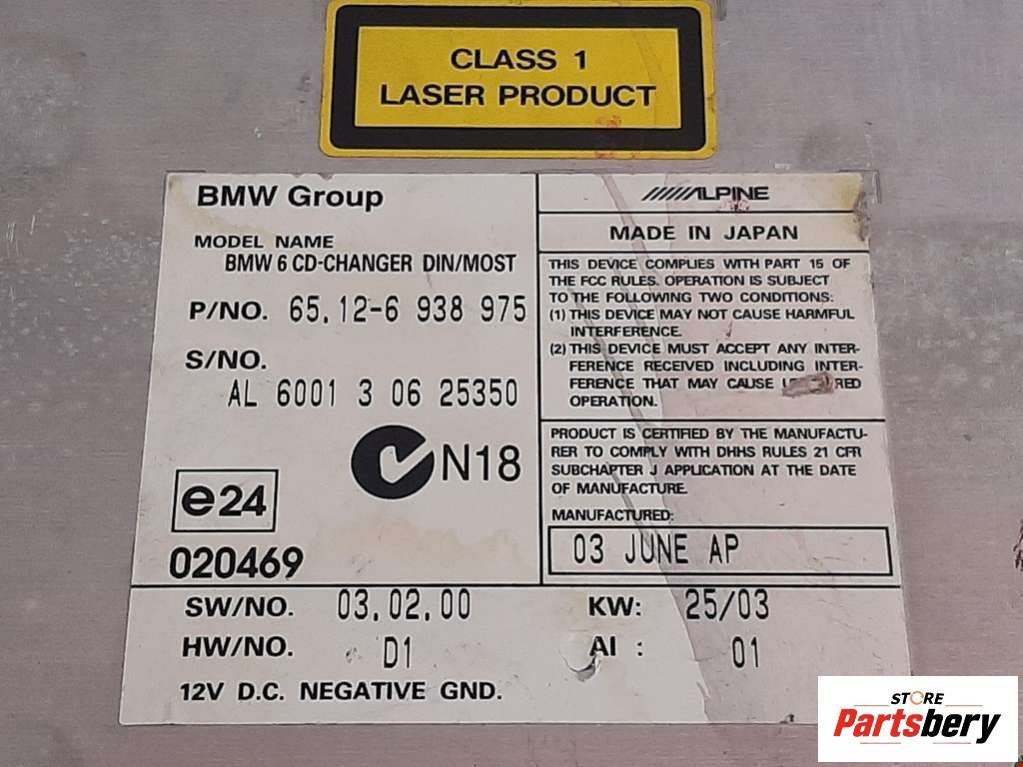 CLASS 1
LASER PRODUCT
BMW Group
MODEL NAME
BMW 6 CD-CHANGER DIN/MOST
P/NO. 65.12-6 938 975
S/NO.
AL 6001 3 06 25350
N18
e24
020469
ALPINE
MADE IN JAPAN
THIS DEVICE COMPLIES WITH PART 15 OF
THE FCC RULES. OPERATION IS SUBJECT
TO THE FOLLOWING TWO CONDITIONS:
(1) THIS DEVICE MAY NOT CAUSE HARMFUL
INTERFERENCE.
(2) THIS DEVICE MUST ACCEPT ANY INTER-
FERENCE RECEIVED INCLUDING INTER-
FERENCE THAT MAY CAUSE
OPERATION.
PRODUCT IS CERTIFIED BY THE MANUFACTU-
RER TO COMPLY WITH DHHS RULES 21 CFR
SUBCHAPTER J APPLICATION AT THE DATE
OF MANUFACTURE.
MANUFACTURED:
03 JUNE AP
SW/NO. 03.02.00 KW: 25/03
HW/NO. D1 AI : 01
12V D.C. NEGATIVE GND.
STORE
Partsbery